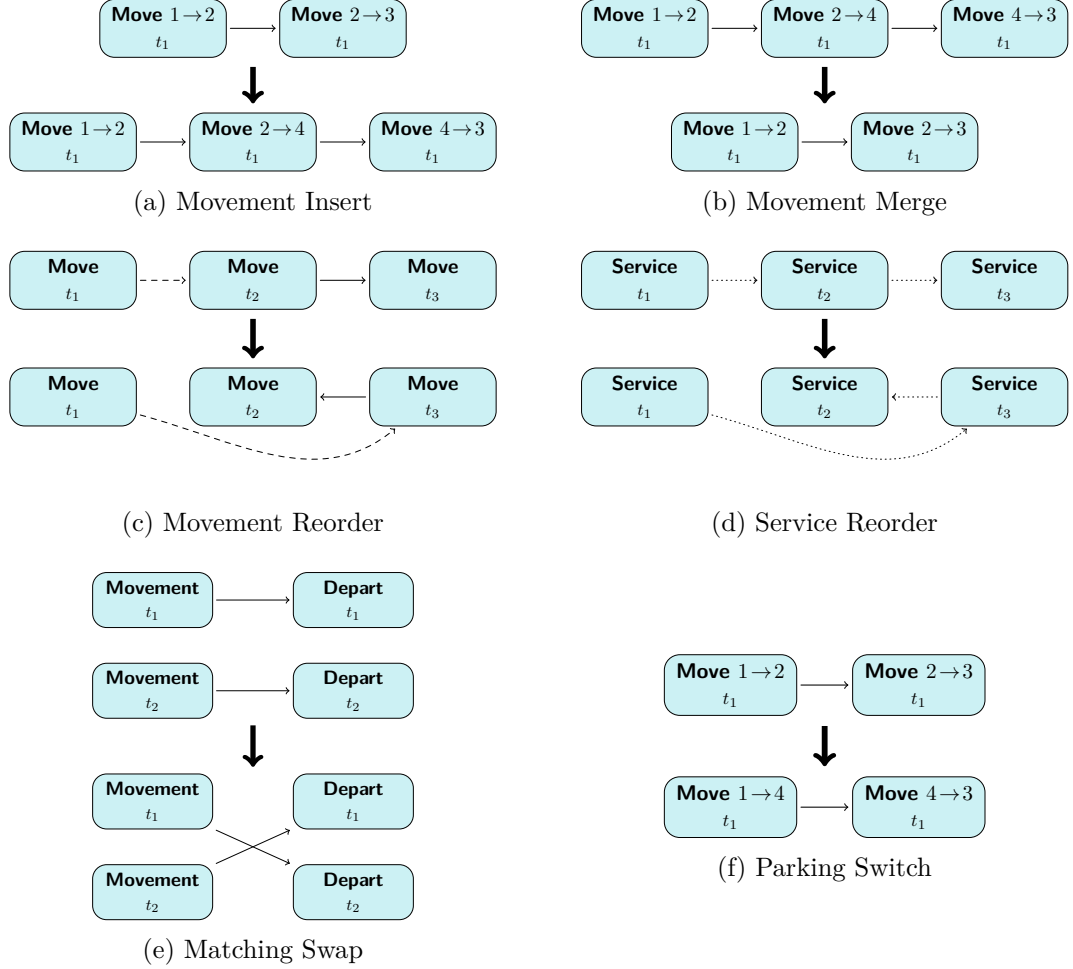 Move 1→2
t₁
Move 2→3
t₁
Move 1→2
t₁
Move 2→4
t₁
Move 4→3
t₁
(a) Movement Insert
Move 1→2
t₁
Move 2→4
t₁
Move 4→3
t₁
Move 1→2
t₁
Move 2→3
t₁
(b) Movement Merge
Move
t₁
Move
t₂
Move
t₃
Move
t₁
Move
t₂
Move
t₃
(c) Movement Reorder
Service
t₁
Service
t₂
Service
t₃
Service
t₁
Service
t₂
Service
t₃
(d) Service Reorder
Movement
t₁
Depart
t₁
Movement
t₂
Depart
t₂
Movement
t₁
Depart
t₁
Movement
t₂
Depart
t₂
(e) Matching Swap
Move 1→2
t₁
Move 2→3
t₁
Move 1→4
t₁
Move 4→3
t₁
(f) Parking Switch